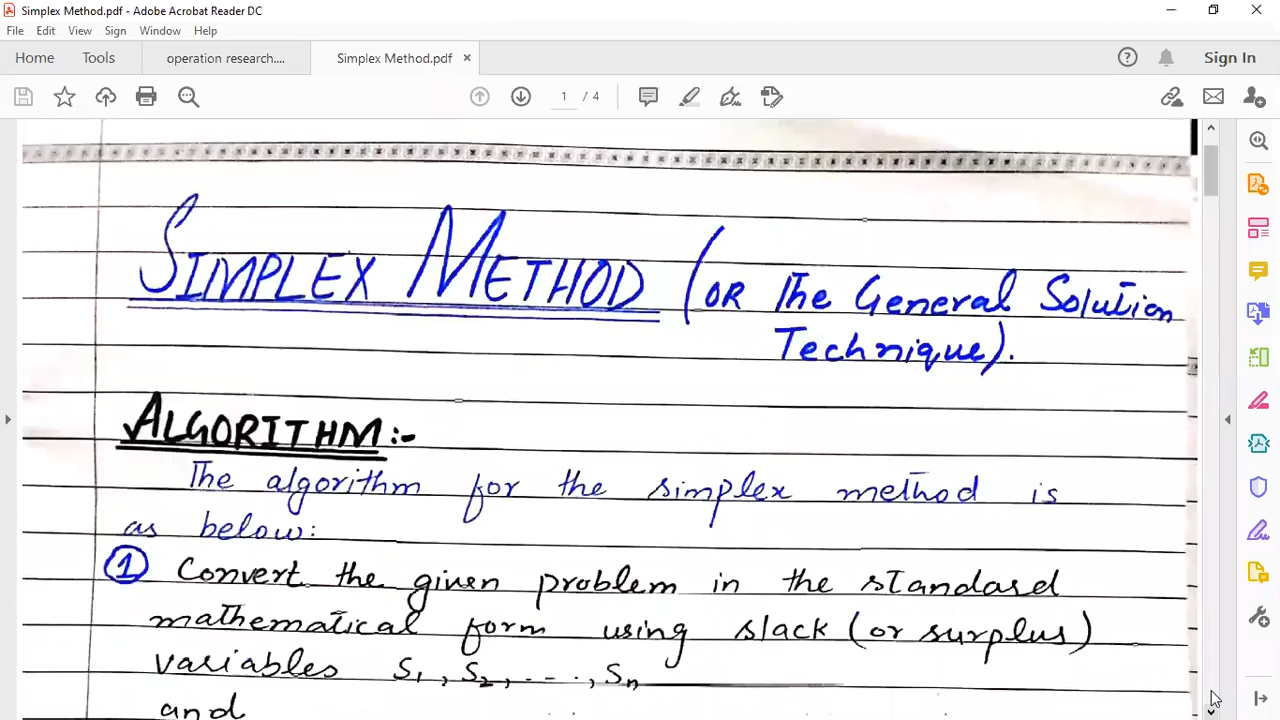 Simplex Method.pdf - Adobe Acrobat Reader DC
File Edit View Sign Window Help
Home Tools operation research.... Simplex Method.pdf × Sign In
1 / 4
SIMPLEX METHOD (OR The General Solution
Technique).
ALGORITHM:-
The algorithm for the simplex method is
as below:
1 Convert the given problem in the standard
mathematical form using slack (or surplus)
variables S1, S2, ..., Sn
and